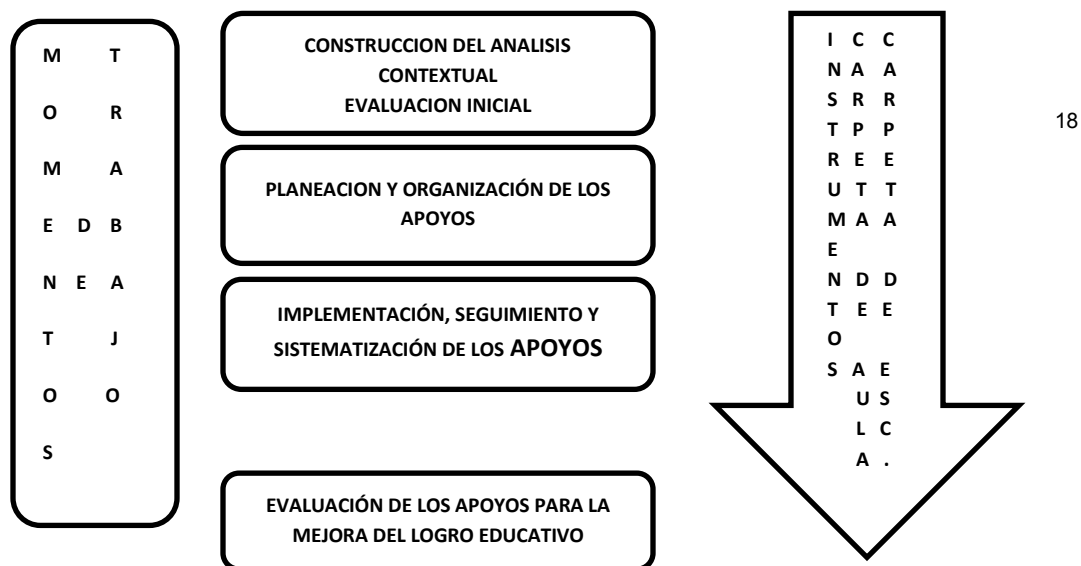 MOMENTOS
DE
TRABAJO
CONSTRUCCION DEL ANALISIS
CONTEXTUAL
EVALUACION INICIAL
PLANEACION Y ORGANIZACIÓN DE LOS
APOYOS
IMPLEMENTACIÓN, SEGUIMIENTO Y
SISTEMATIZACIÓN DE LOS APOYOS
EVALUACIÓN DE LOS APOYOS PARA LA
MEJORA DEL LOGRO EDUCATIVO
INSTRUMENTOS
CARPETA DE AULA
CARPETA DE ESC.
18